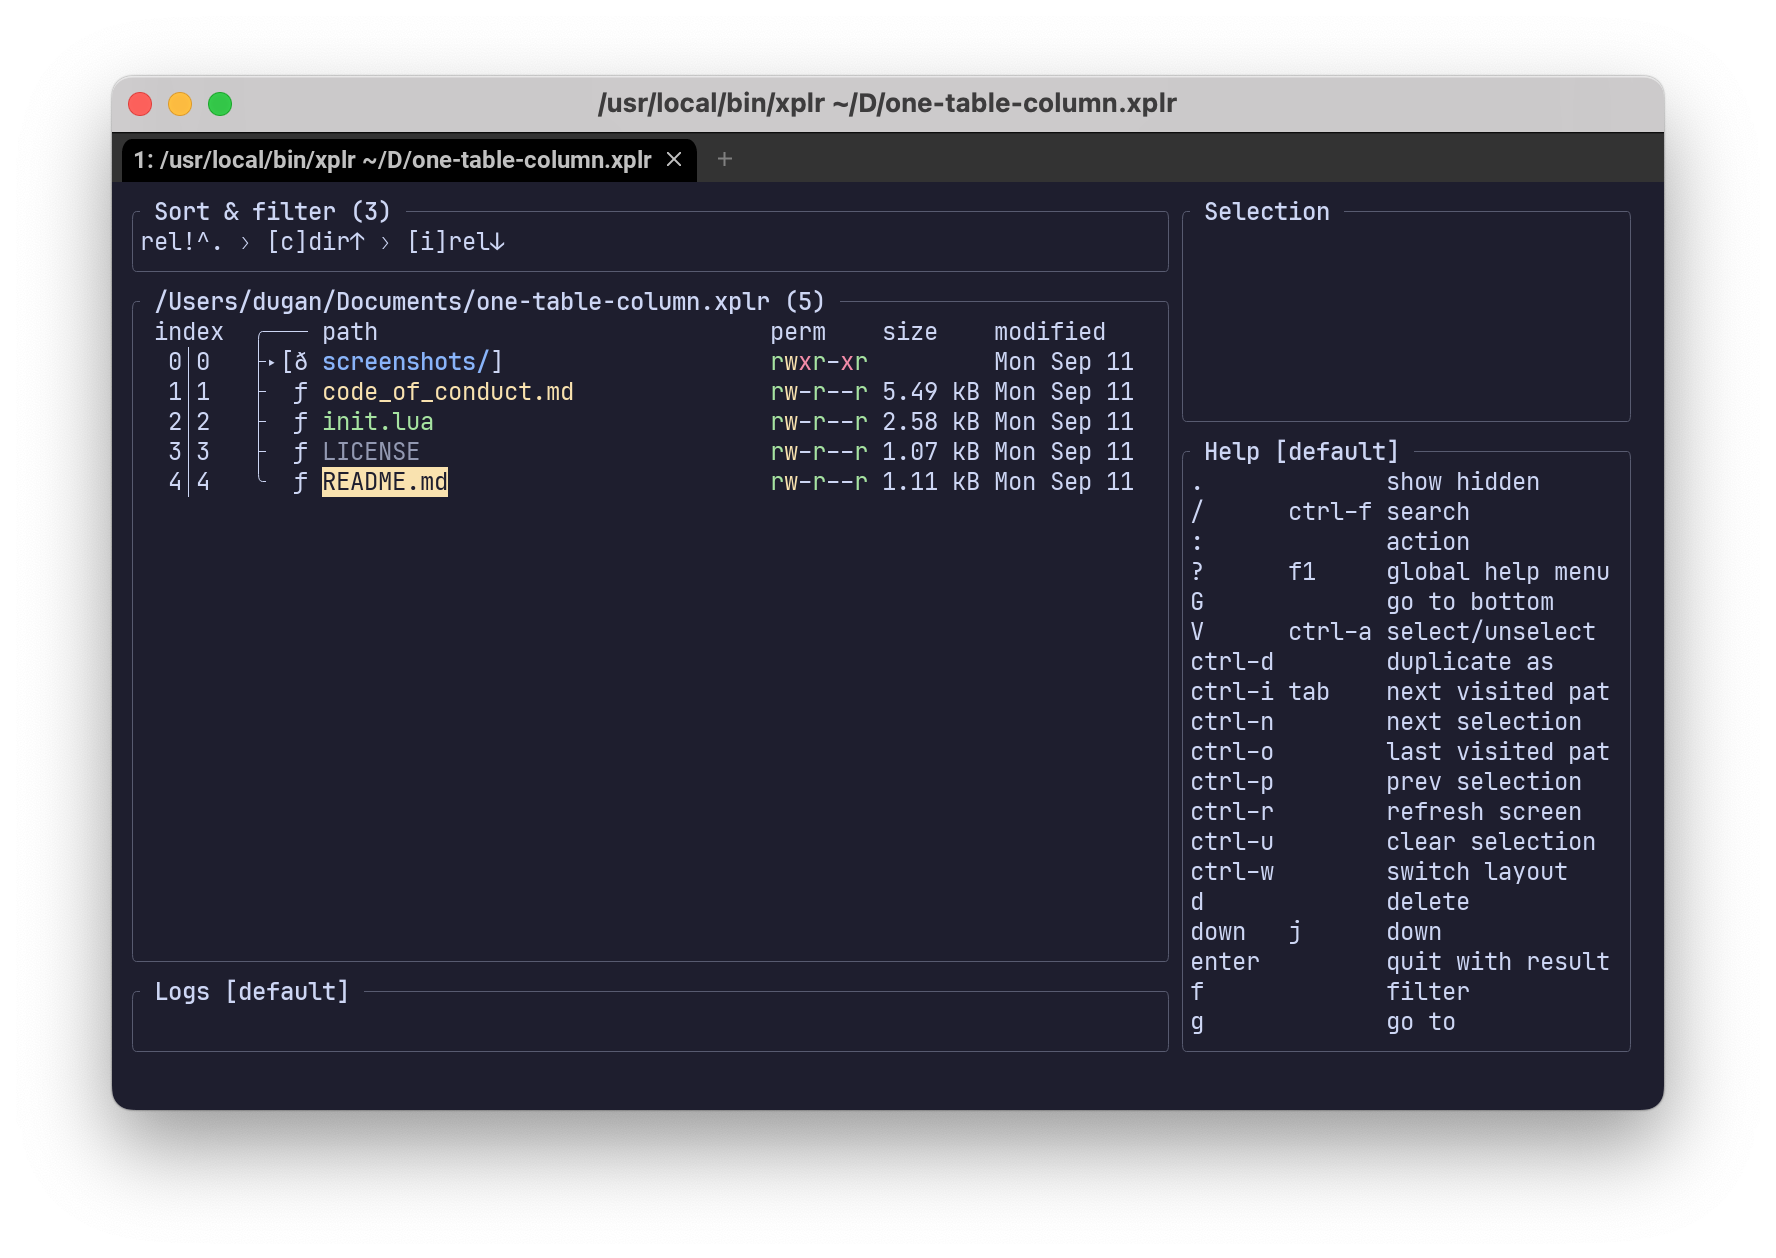 /usr/local/bin/xplr ~/D/one-table-column.xplr
1: /usr/local/bin/xplr ~/D/one-table-column.xplr × +
Sort & filter (3)
rel!^. › [c]dir↑ › [i]rel↓
/Users/dugan/Documents/one-table-column.xplr (5)
index ╭─── path perm size modified
0│0 ├▸[ð screenshots/] rwxr-xr Mon Sep 11
1│1 ├ ƒ code_of_conduct.md rw-r--r 5.49 kB Mon Sep 11
2│2 ├ ƒ init.lua rw-r--r 2.58 kB Mon Sep 11
3│3 ├ ƒ LICENSE rw-r--r 1.07 kB Mon Sep 11
4│4 ╰ ƒ README.md rw-r--r 1.11 kB Mon Sep 11
Logs [default]
Selection
Help [default]
. show hidden
/ ctrl-f search
: action
? f1 global help menu
G go to bottom
V ctrl-a select/unselect
ctrl-d duplicate as
ctrl-i tab next visited pat
ctrl-n next selection
ctrl-o last visited pat
ctrl-p prev selection
ctrl-r refresh screen
ctrl-u clear selection
ctrl-w switch layout
d delete
down j down
enter quit with result
f filter
g go to